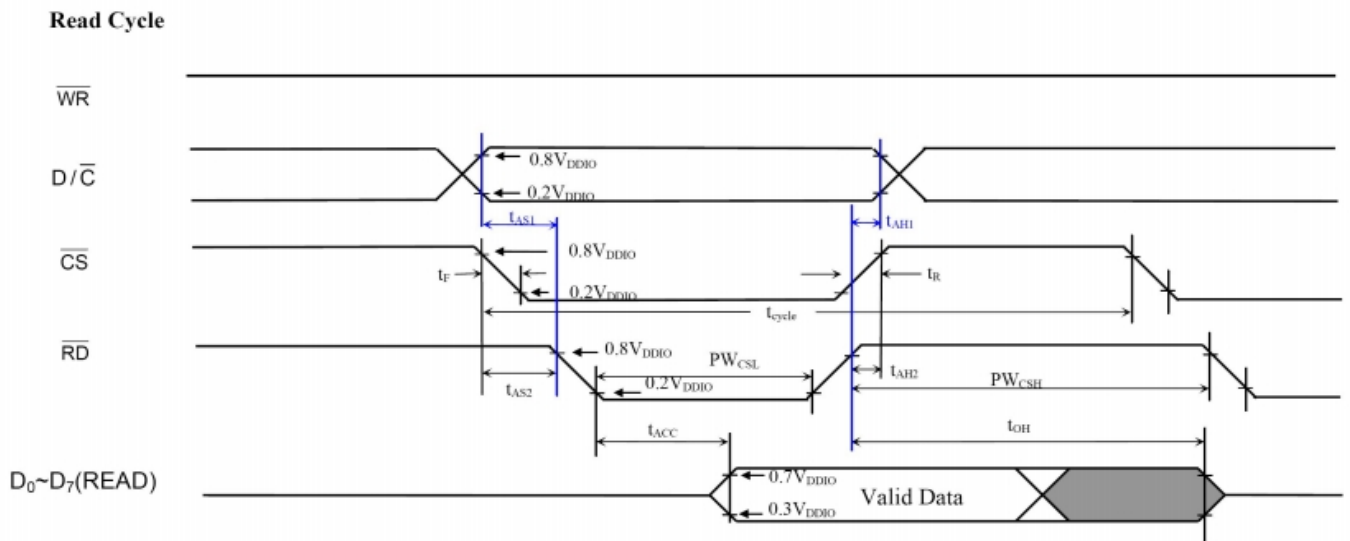 Read Cycle
WR
D/C
0.8VDDIO
0.2VDDIO
tAS1
tAH1
CS
0.8VDDIO
tF
tR
0.2VDDIO
tcycle
RD
0.8VDDIO
PWCSL
0.2VDDIO
tAS2
tAH2
PWCSH
tACC
tOH
D0~D7(READ)
0.7VDDIO
Valid Data
0.3VDDIO